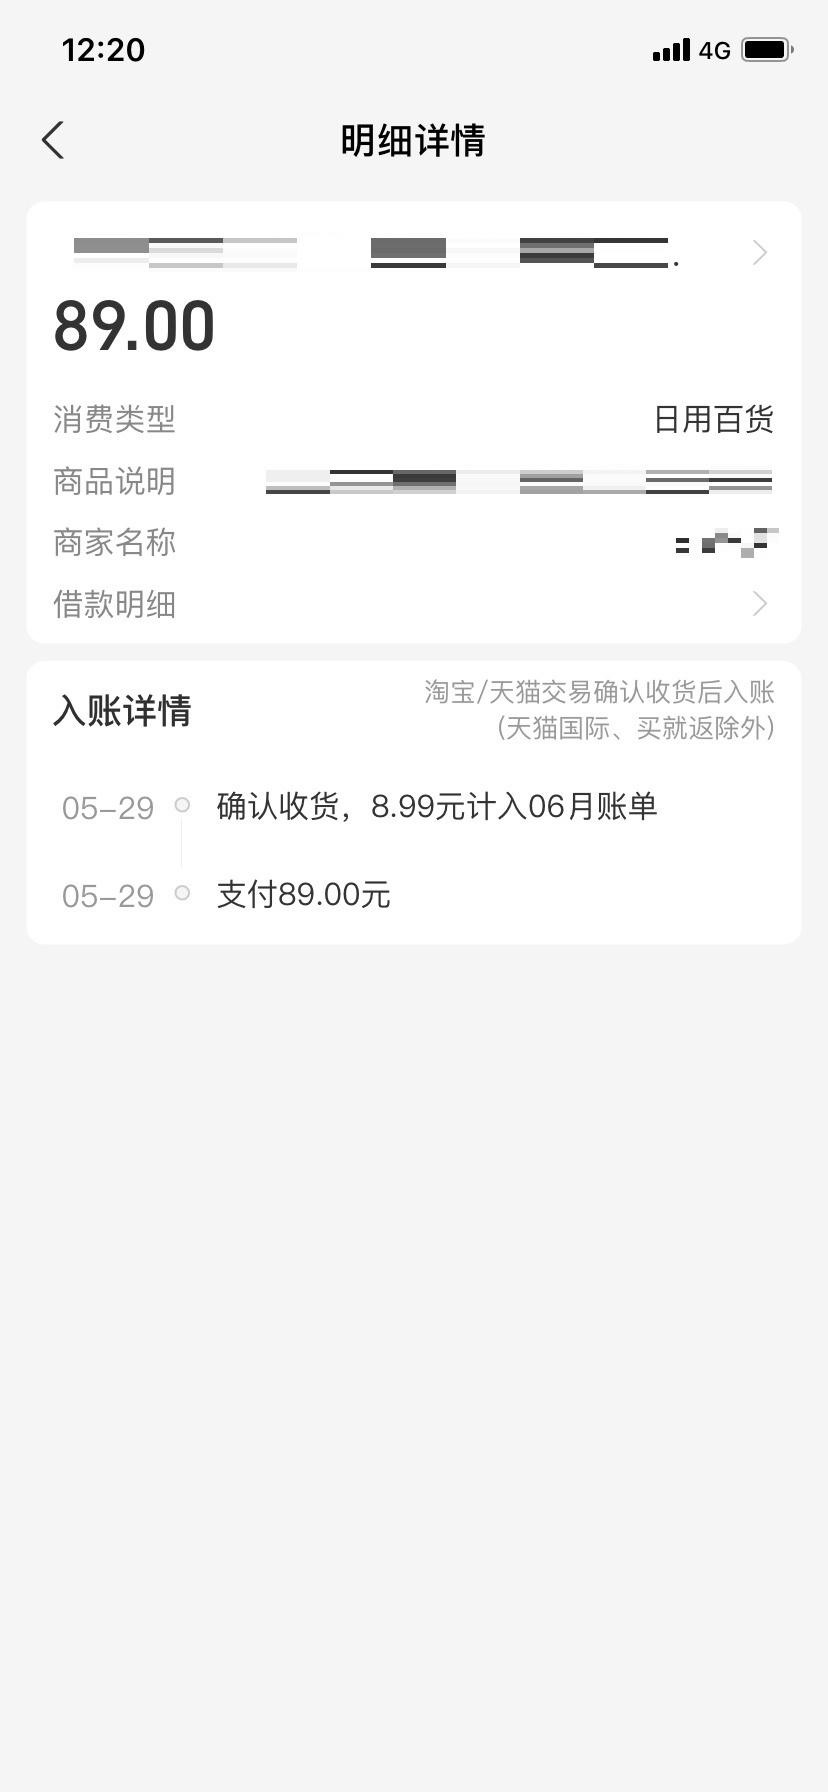 12:20
4G
明细详情
89.00
消费类型 日用百货
商品说明
商家名称
借款明细
入账详情
淘宝/天猫交易确认收货后入账
(天猫国际、买就返除外)
05-29 确认收货，8.99元计入06月账单
05-29 支付89.00元